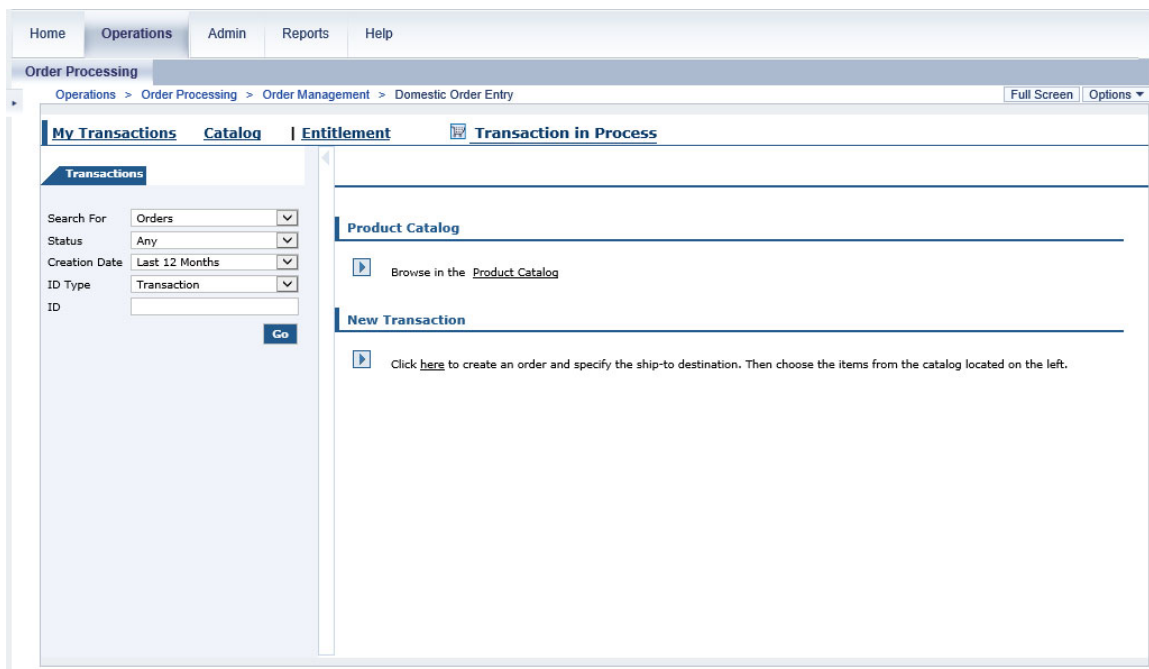 Home Operations Admin Reports Help
Order Processing
Operations > Order Processing > Order Management > Domestic Order Entry
Full Screen Options
My Transactions Catalog | Entitlement Transaction in Process
Transactions
Search For Orders
Status Any
Creation Date Last 12 Months
ID Type Transaction
ID
Go
Product Catalog
Browse in the Product Catalog
New Transaction
Click here to create an order and specify the ship-to destination. Then choose the items from the catalog located on the left.